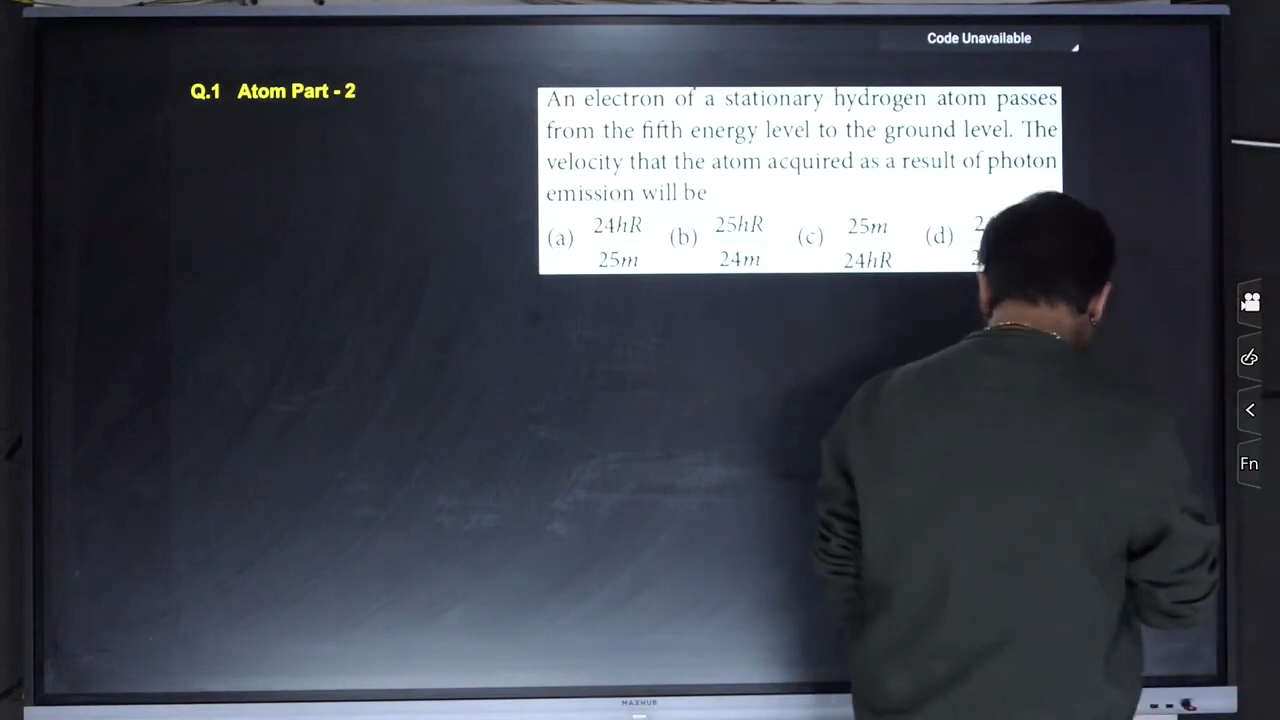 Code Unavailable
Q.1 Atom Part - 2
An electron of a stationary hydrogen atom passes
from the fifth energy level to the ground level. The
velocity that the atom acquired as a result of photon
emission will be
(a) 24hR/25m (b) 25hR/24m (c) 25m/24hR (d)
Fn
MAXHUB